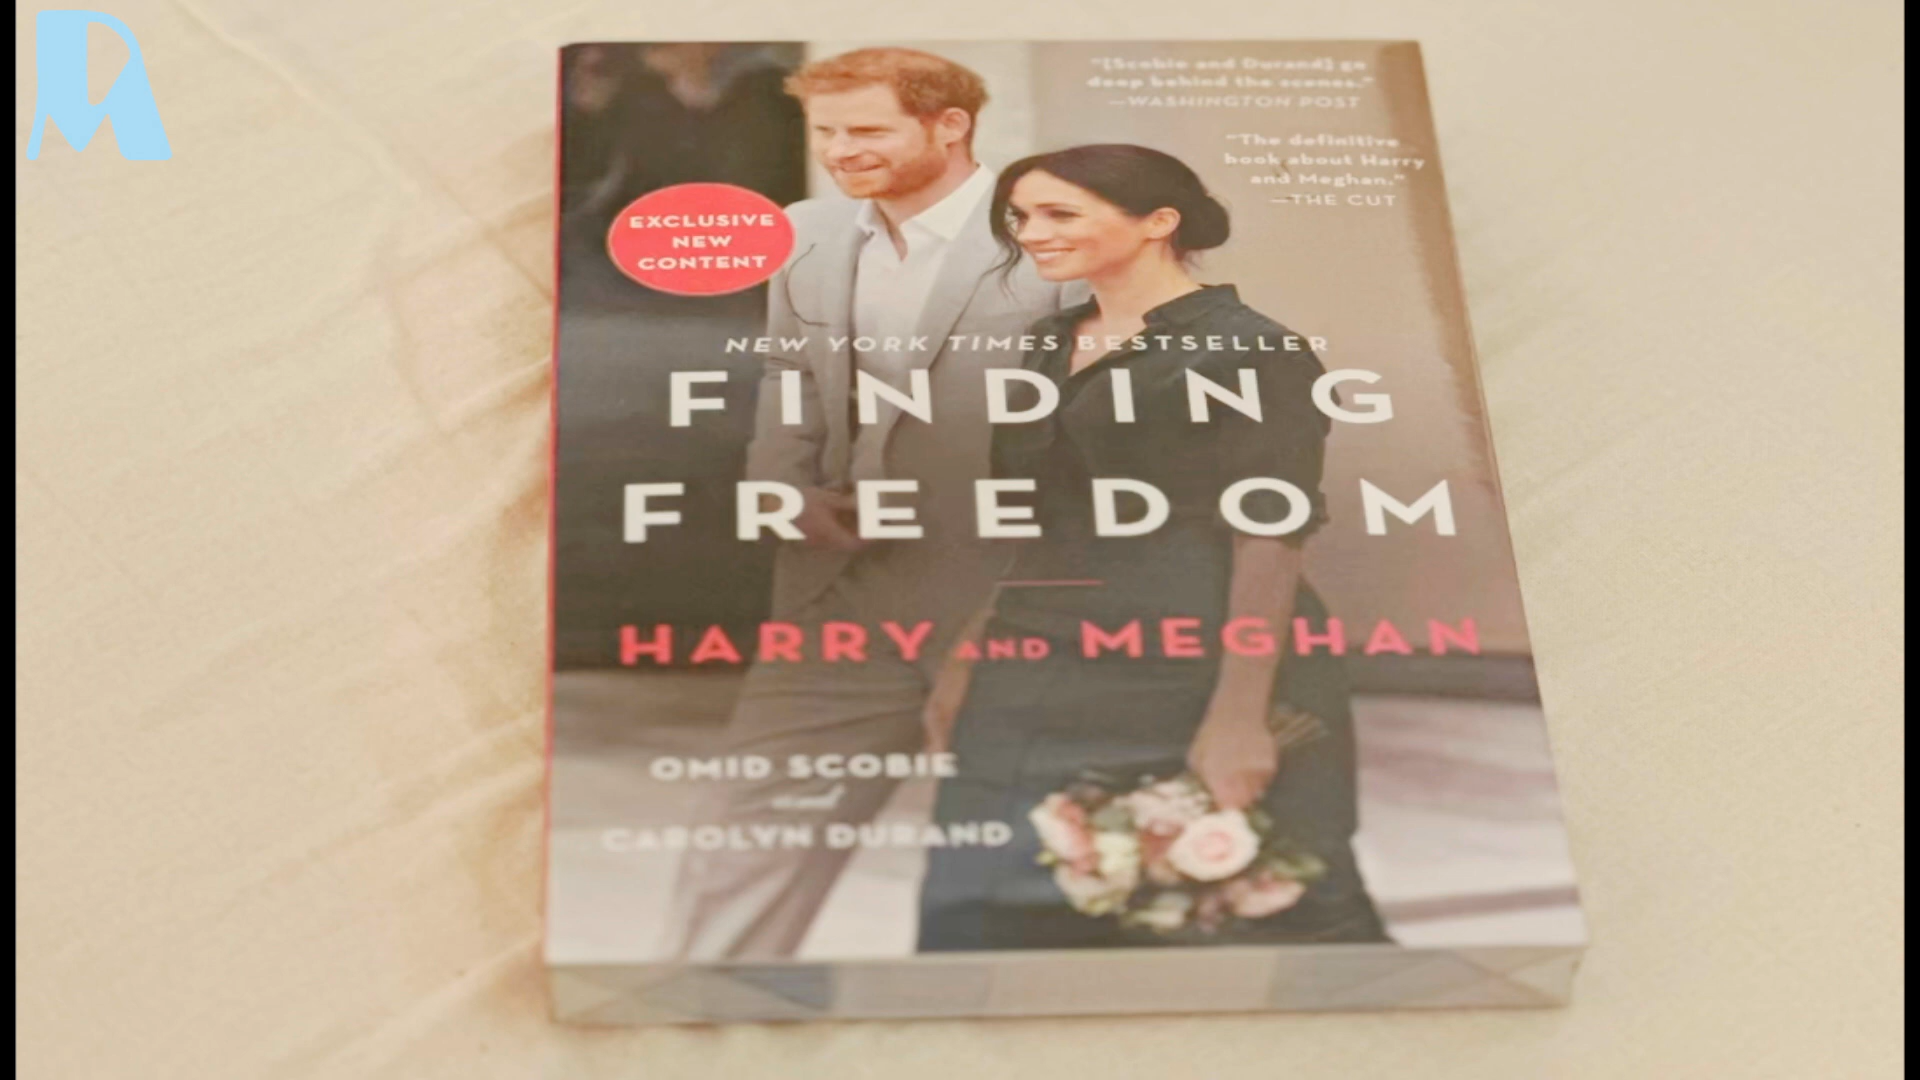 "[Scobie and Durand] go
deep behind the scenes."
—WASHINGTON POST
"The definitive
book about Harry
and Meghan."
—THE CUT
EXCLUSIVE
NEW
CONTENT
NEW YORK TIMES BESTSELLER
FINDING
FREEDOM
HARRY AND MEGHAN
OMID SCOBIE
and
CAROLYN DURAND